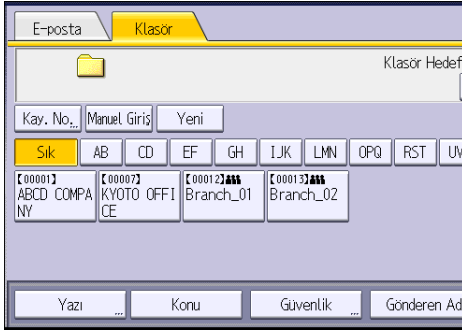 E-posta Klasör
Klasör Hedef
Kay. No. Manuel Giriş Yeni
Sık AB CD EF GH IJK LMN OPQ RST UV
【00001】 【00007】 【00012】 【00013】
ABCD COMPA KYOTO OFFI Branch_01 Branch_02
NY CE
Yazı ... Konu Güvenlik ... Gönderen Ad